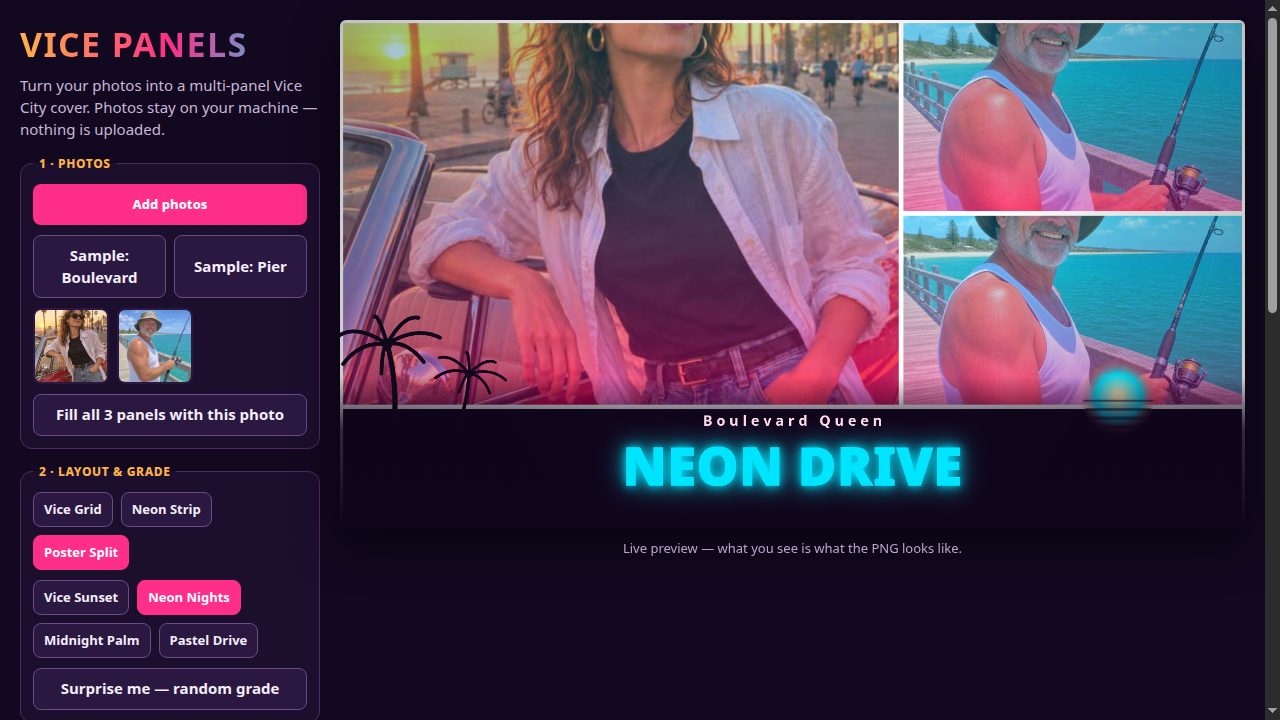 VICE PANELS
Turn your photos into a multi-panel Vice
City cover. Photos stay on your machine —
nothing is uploaded.
1 · PHOTOS
Add photos
Sample:
Boulevard
Sample: Pier
Fill all 3 panels with this photo
2 · LAYOUT & GRADE
Vice Grid
Neon Strip
Poster Split
Vice Sunset
Neon Nights
Midnight Palm
Pastel Drive
Surprise me — random grade
Boulevard Queen
NEON DRIVE
Live preview — what you see is what the PNG looks like.